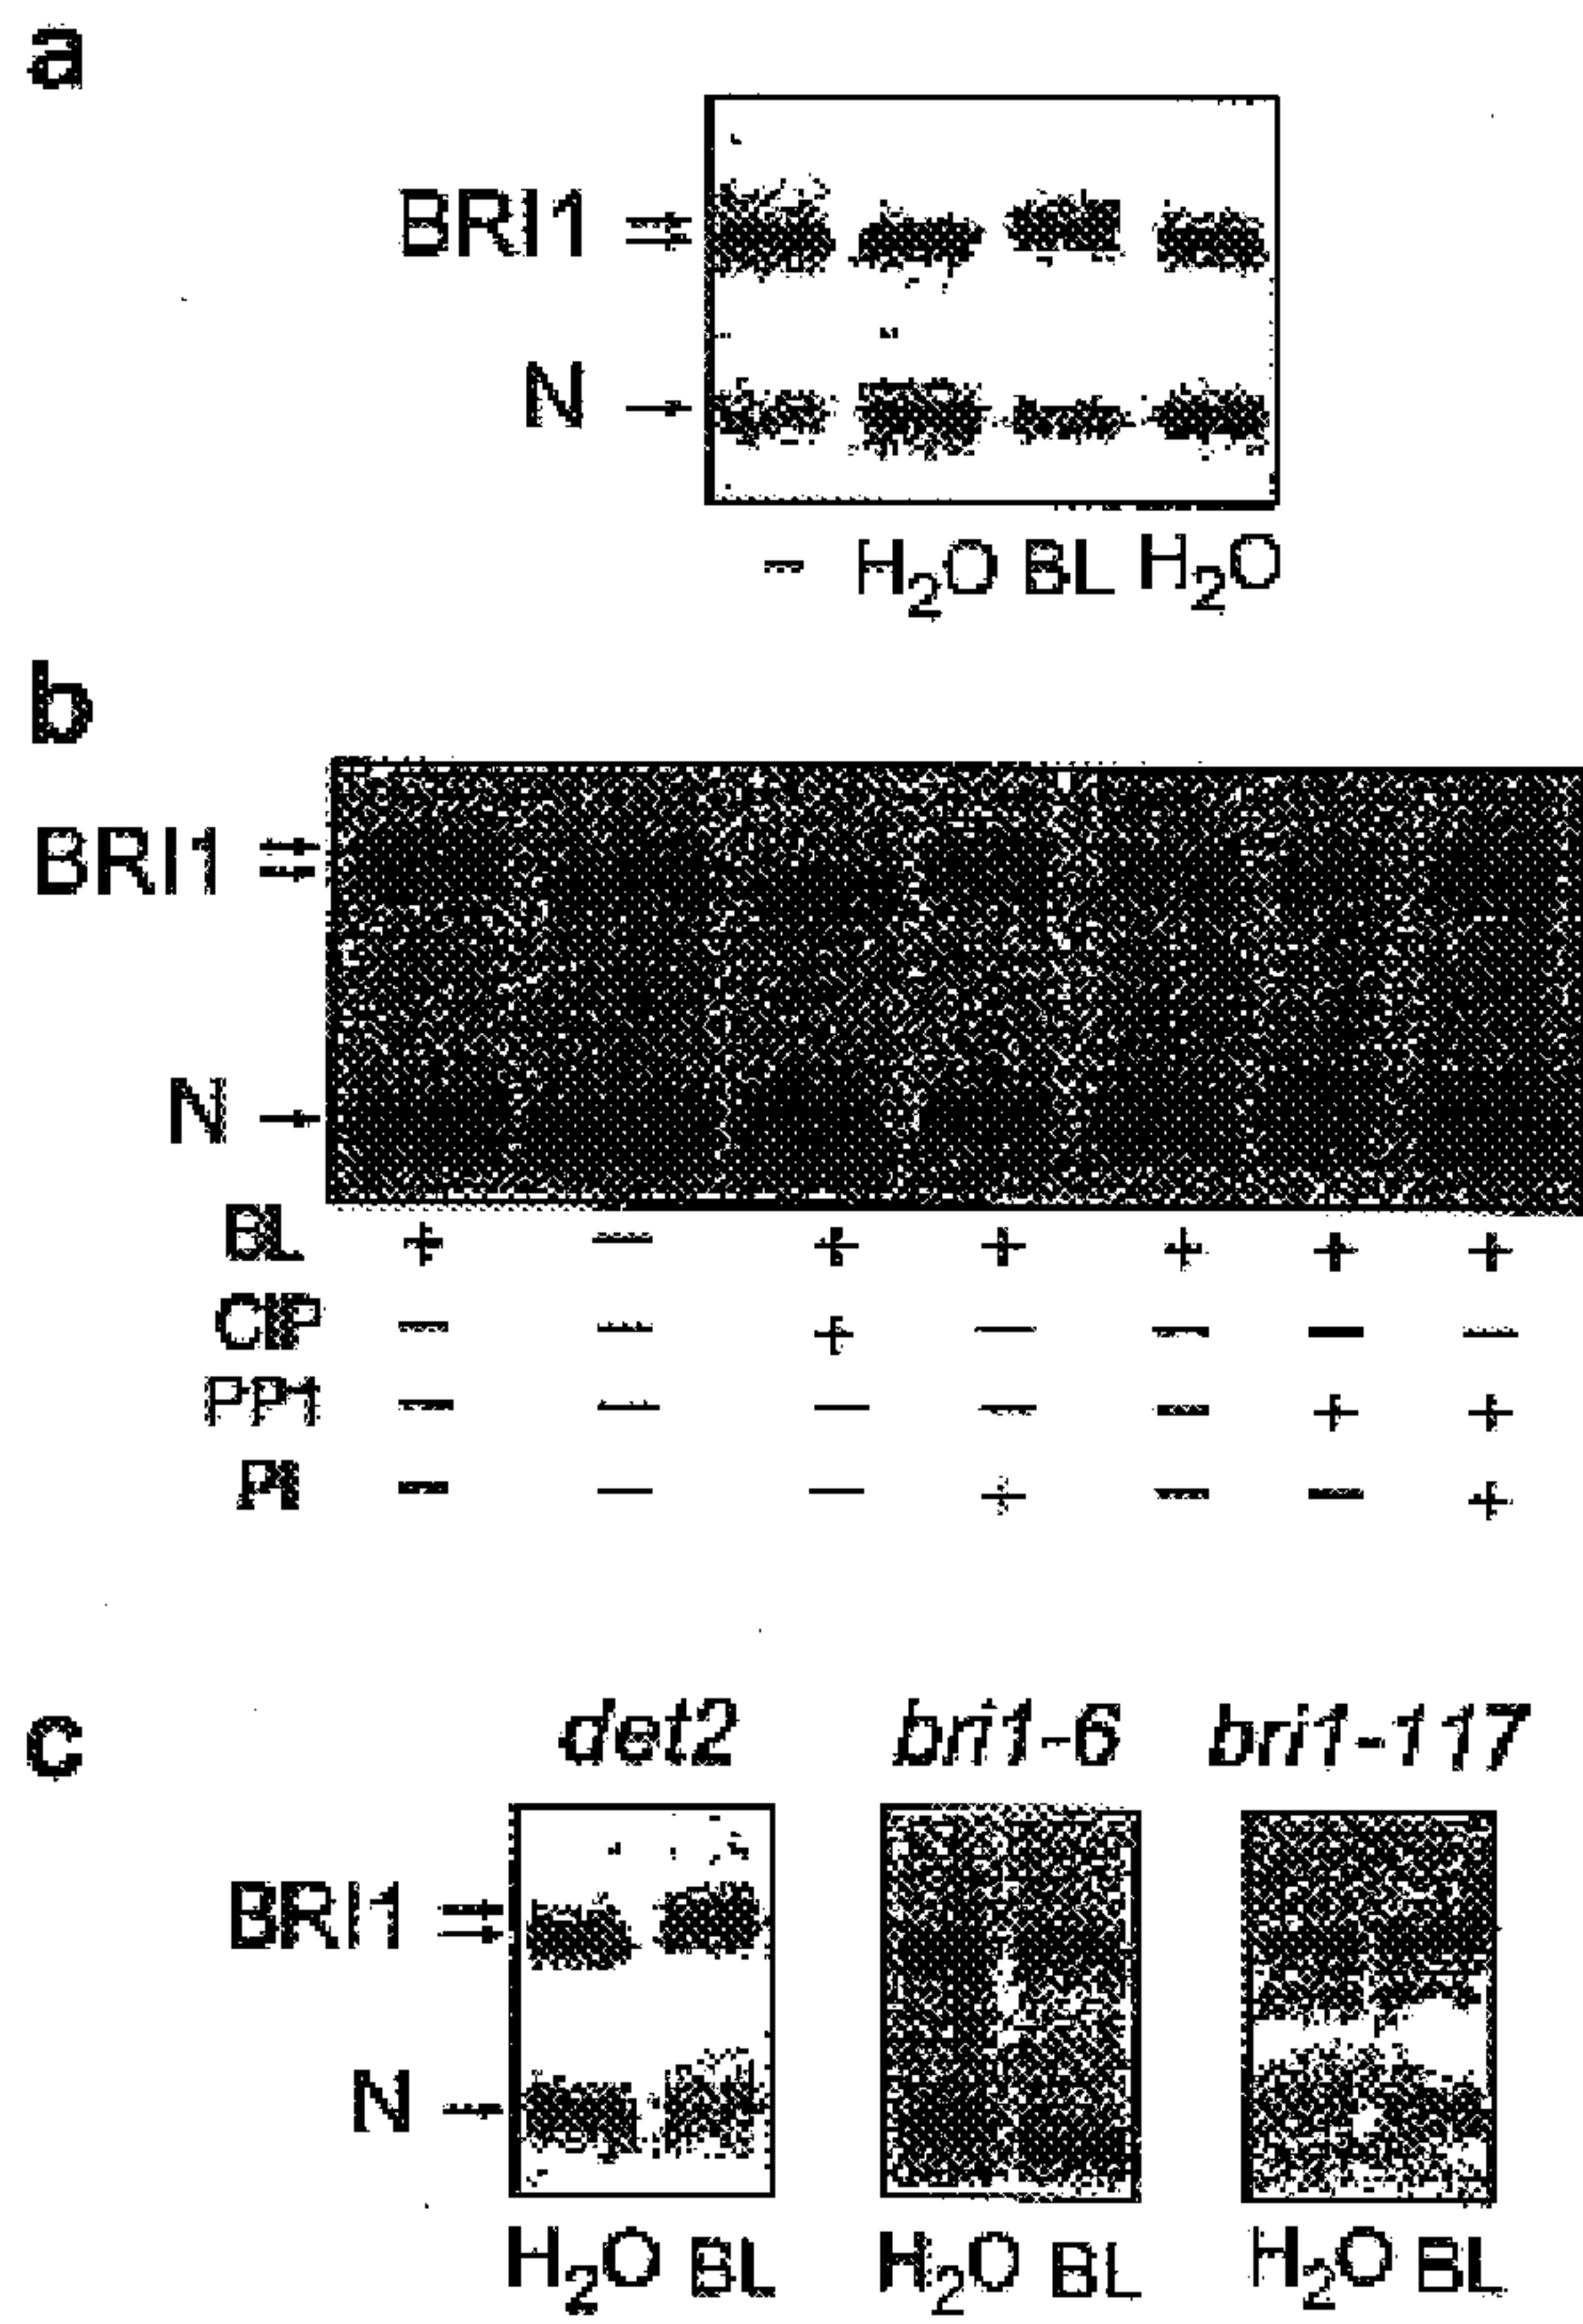 a
BRI1
N
– H₂O BL H₂O
b
BRI1
N
BL + – + + + + +
CIP – – + – – – –
PP1 – – – – – + +
PI – – – + – – +
c
det2 bri1-6 bri1-117
BRI1
N
H₂O BL H₂O BL H₂O BL